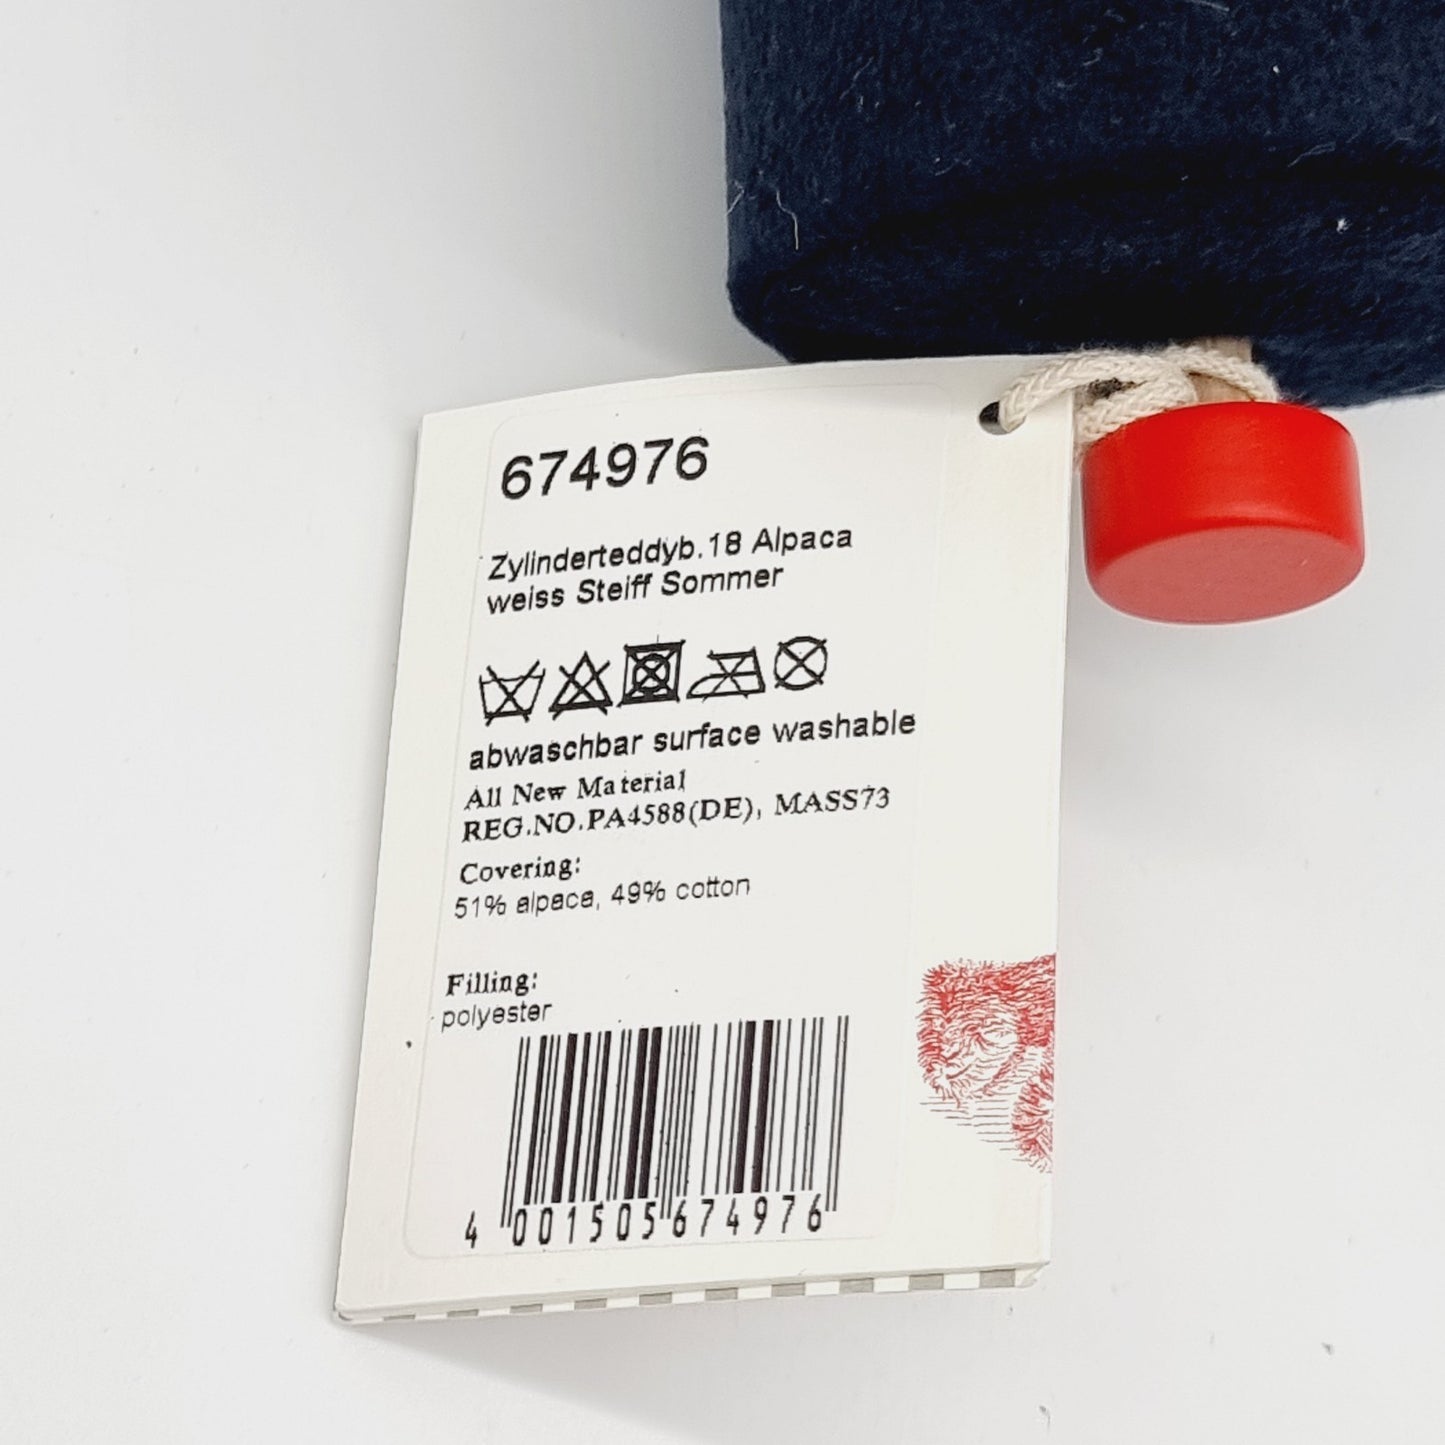 674976
Zylinderteddyb.18 Alpaca
weiss Steiff Sommer
abwaschbar surface washable
All New Material
REG.NO.PA4588(DE), MASS73
Covering:
51% alpaca, 49% cotton
Filling:
polyester
4 001505 674976